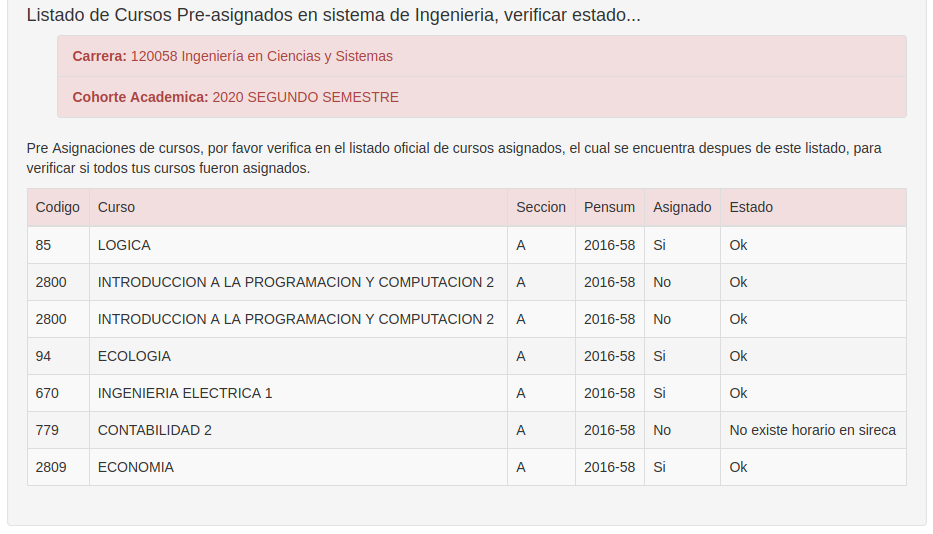 Listado de Cursos Pre-asignados en sistema de Ingenieria, verificar estado...
Carrera: 120058 Ingeniería en Ciencias y Sistemas
Cohorte Academica: 2020 SEGUNDO SEMESTRE
Pre Asignaciones de cursos, por favor verifica en el listado oficial de cursos asignados, el cual se encuentra despues de este listado, para
verificar si todos tus cursos fueron asignados.
Codigo Curso Seccion Pensum Asignado Estado
85 LOGICA A 2016-58 Si Ok
2800 INTRODUCCION A LA PROGRAMACION Y COMPUTACION 2 A 2016-58 No Ok
2800 INTRODUCCION A LA PROGRAMACION Y COMPUTACION 2 A 2016-58 No Ok
94 ECOLOGIA A 2016-58 Si Ok
670 INGENIERIA ELECTRICA 1 A 2016-58 Si Ok
779 CONTABILIDAD 2 A 2016-58 No No existe horario en sireca
2809 ECONOMIA A 2016-58 Si Ok